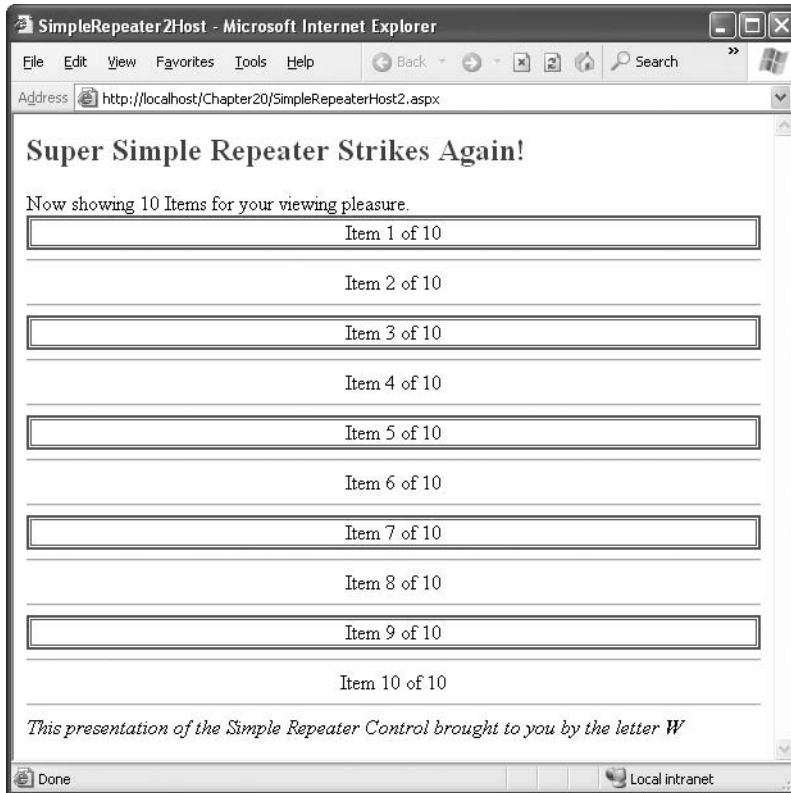 SimpleRepeater2Host - Microsoft Internet Explorer
File Edit View Favorites Tools Help Back Search »
Address http://localhost/Chapter20/SimpleRepeaterHost2.aspx
Super Simple Repeater Strikes Again!
Now showing 10 Items for your viewing pleasure.
Item 1 of 10
Item 2 of 10
Item 3 of 10
Item 4 of 10
Item 5 of 10
Item 6 of 10
Item 7 of 10
Item 8 of 10
Item 9 of 10
Item 10 of 10
This presentation of the Simple Repeater Control brought to you by the letter W
Done Local intranet